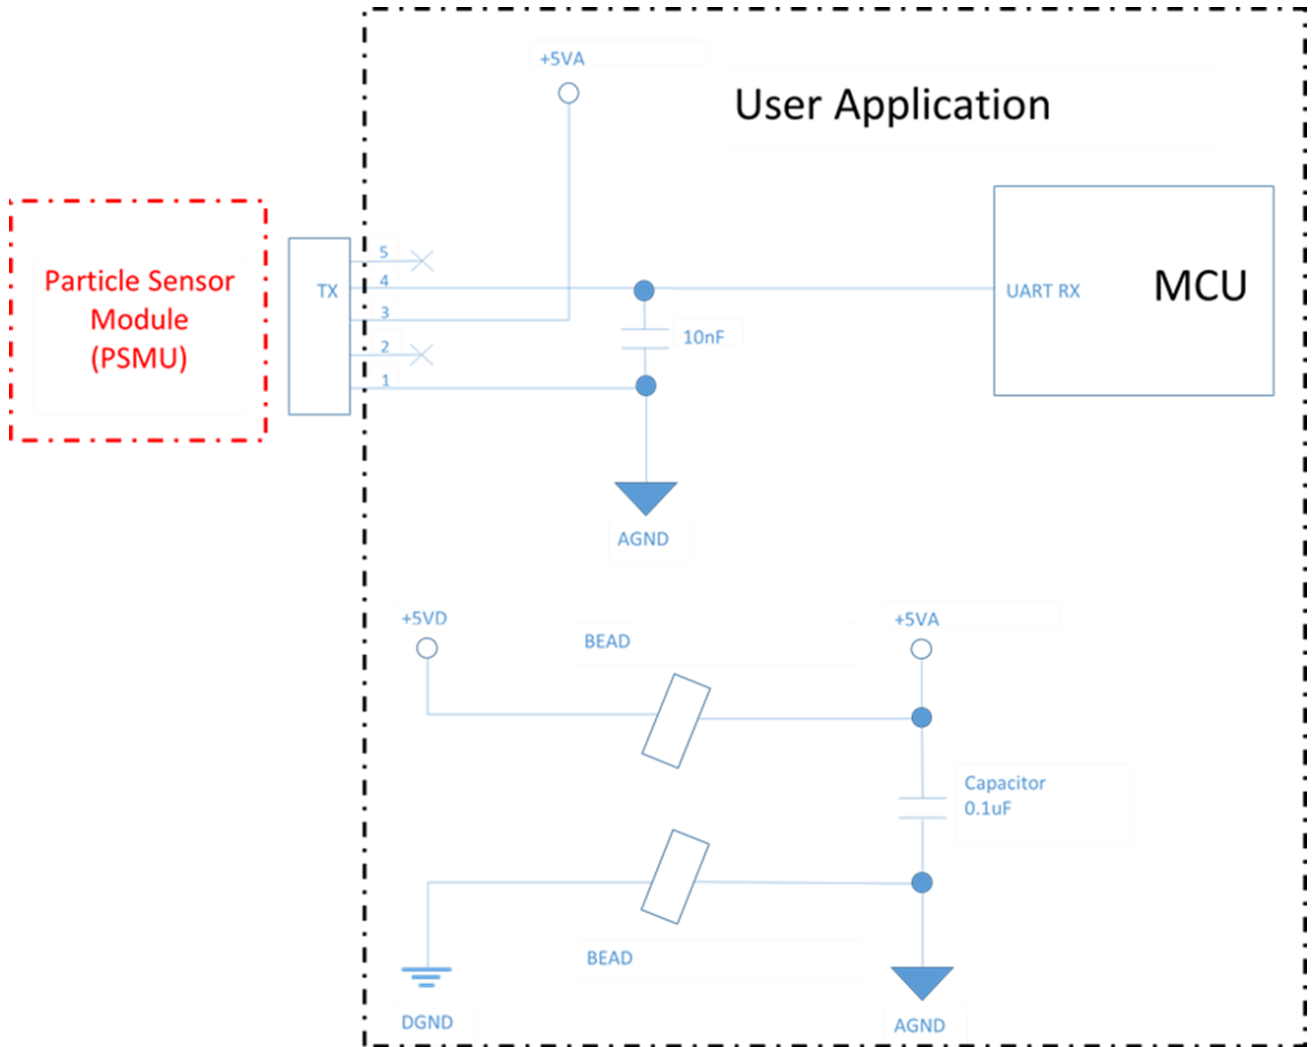 +5VA
User Application
Particle Sensor
Module
(PSMU)
TX
5
4
3
2
1
10nF
UART RX
MCU
AGND
+5VD
BEAD
+5VA
Capacitor
0.1uF
BEAD
DGND
AGND